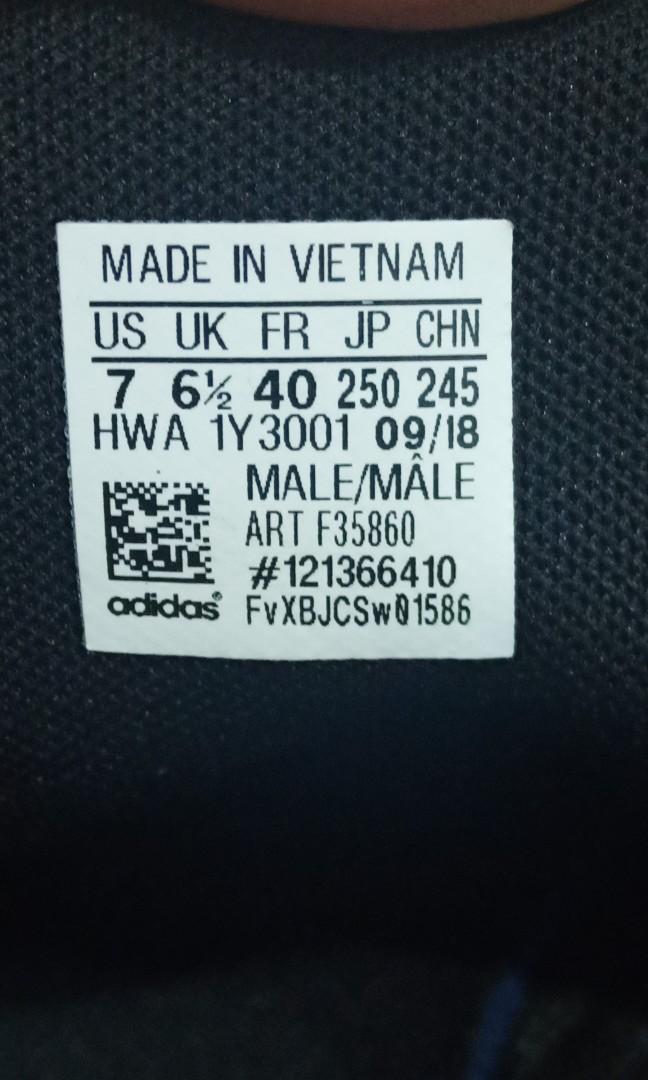 MADE IN VIETNAM
US UK FR JP CHN
7 6½ 40 250 245
HWA 1Y3001 09/18
MALE/MÂLE
ART F35860
#121366410
adidas® FvXBJCSw01586